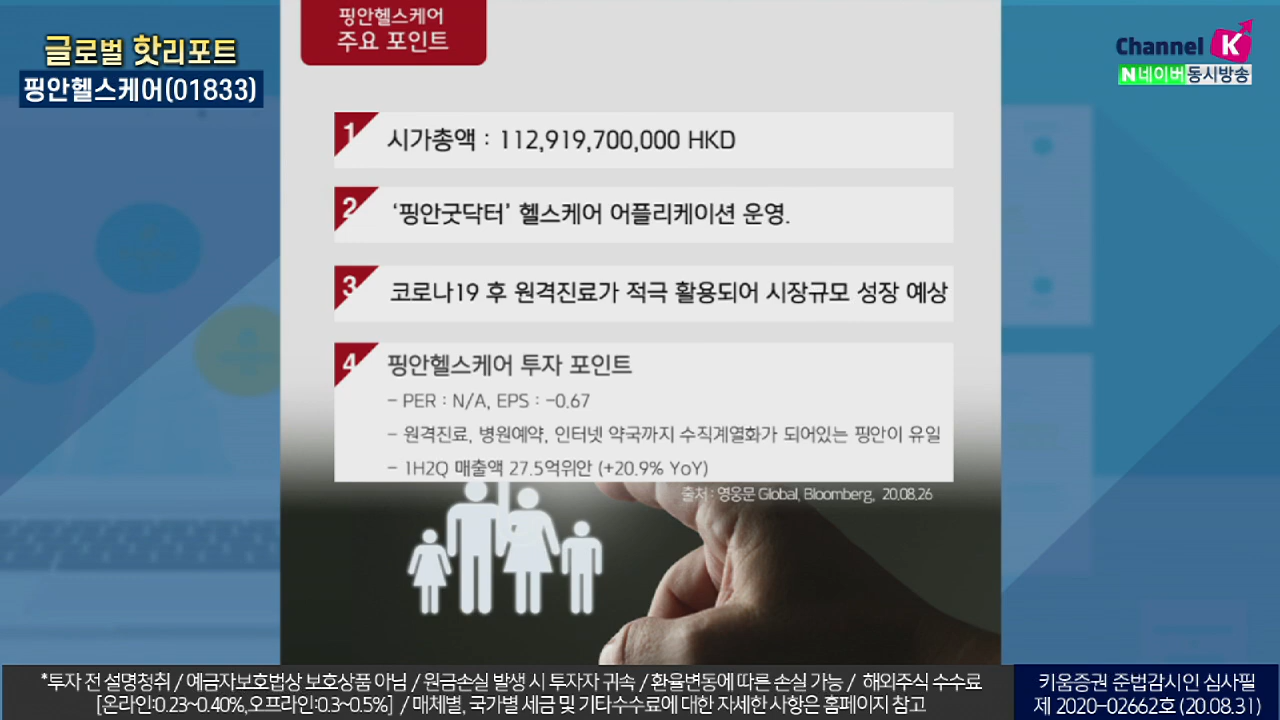 글로벌 핫리포트
핑안헬스케어(01833)
핑안헬스케어
주요 포인트
Channel K
N 네이버 동시방송
1 시가총액 : 112,919,700,000 HKD
2 ‘핑안굿닥터’ 헬스케어 어플리케이션 운영.
3 코로나19 후 원격진료가 적극 활용되어 시장규모 성장 예상
4 핑안헬스케어 투자 포인트
- PER : N/A, EPS : -0.67
- 원격진료, 병원예약, 인터넷 약국까지 수직계열화가 되어있는 핑안이 유일
- 1H2Q 매출액 27.5억위안 (+20.9% YoY)
출처 : 영웅문 Global, Bloomberg, 20.08.26
*투자 전 설명청취 / 예금자보호법상 보호상품 아님 / 원금손실 발생 시 투자자 귀속 / 환율변동에 따른 손실 가능 / 해외주식 수수료
[온라인:0.23~0.40%,오프라인:0.3~0.5%] / 매체별, 국가별 세금 및 기타수수료에 대한 자세한 사항은 홈페이지 참고
키움증권 준법감시인 심사필
제 2020-02662호 (20.08.31)